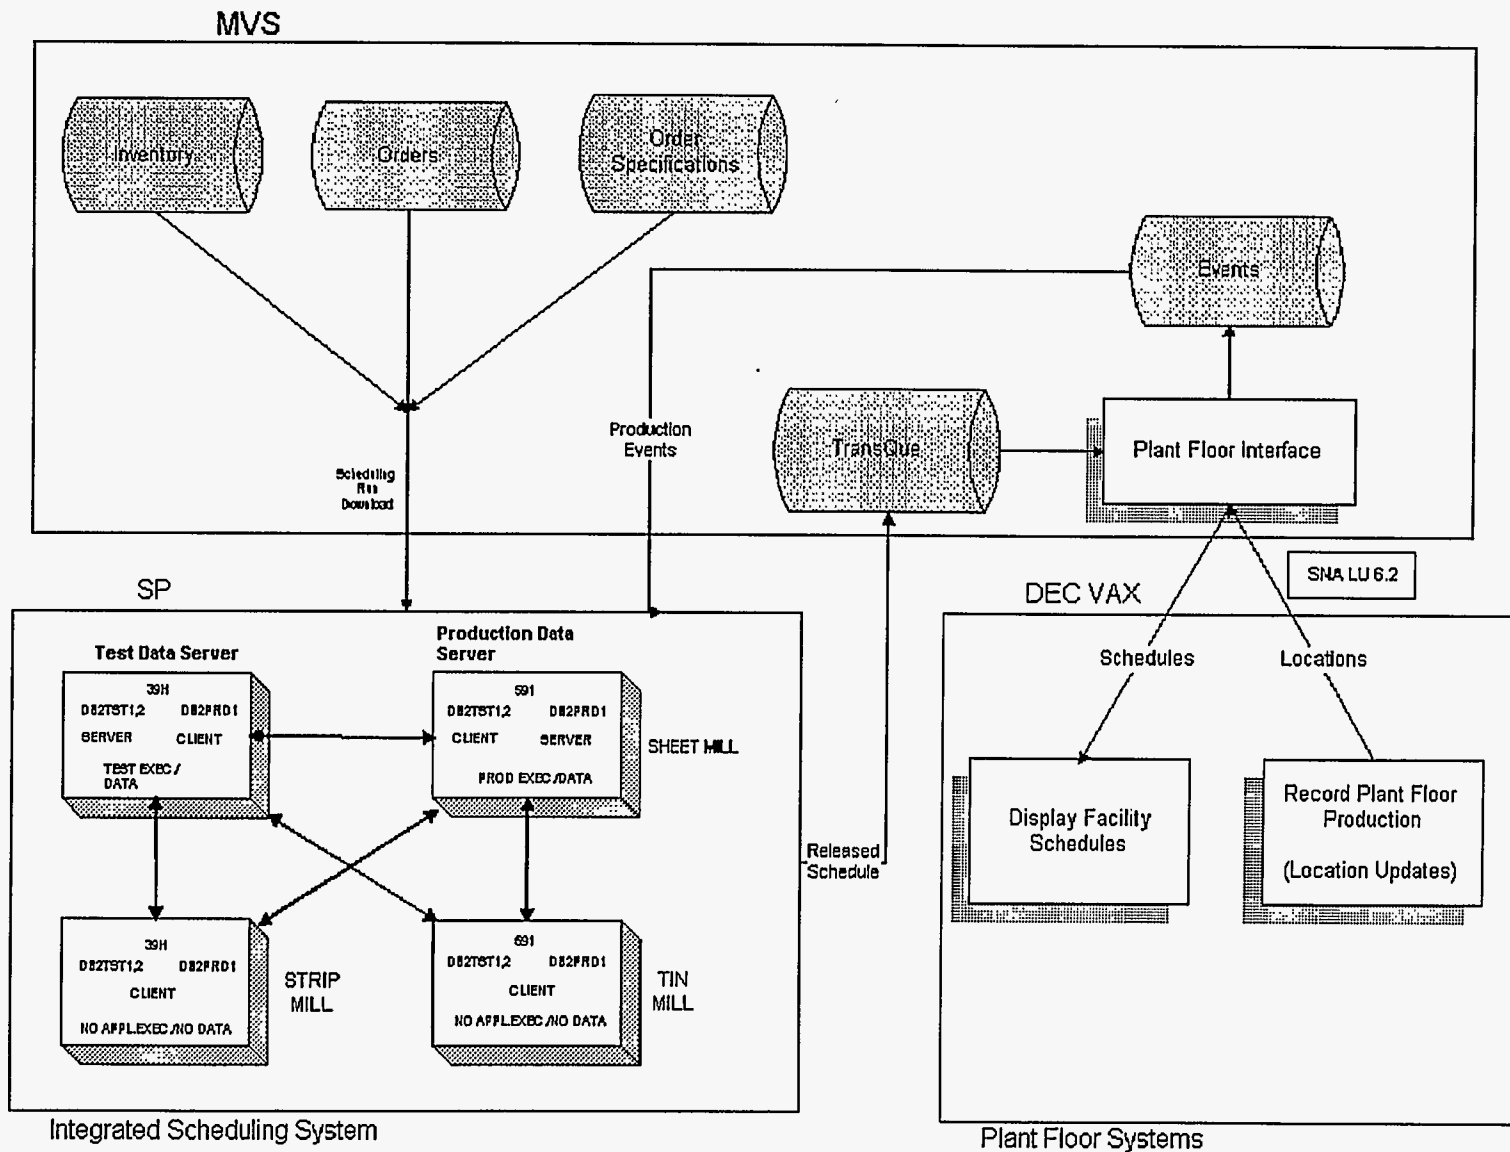 MVS
Inventory
Orders
Order
Specifications
Events
Production
Events
TransQue
Plant Floor Interface
Scheduling
Run
Download
SNA LU 6.2
SP
DEC VAX
Test Data Server
Production Data
Server
39H
DB2TST1,2 DB2PRD1
SERVER CLIENT
TEST EXEC /
DATA
591
DB2TST1,2 DB2PRD1
CLIENT SERVER
PROD EXEC/DATA
SHEET MILL
Schedules
Locations
Display Facility
Schedules
Record Plant Floor
Production
(Location Updates)
Released
Schedule
39H
DB2TST1,2 DB2PRD1
CLIENT
NO APPL.EXEC/NO DATA
STRIP
MILL
591
DB2TST1,2 DB2PRD1
CLIENT
NO APPL.EXEC/NO DATA
TIN
MILL
Integrated Scheduling System
Plant Floor Systems